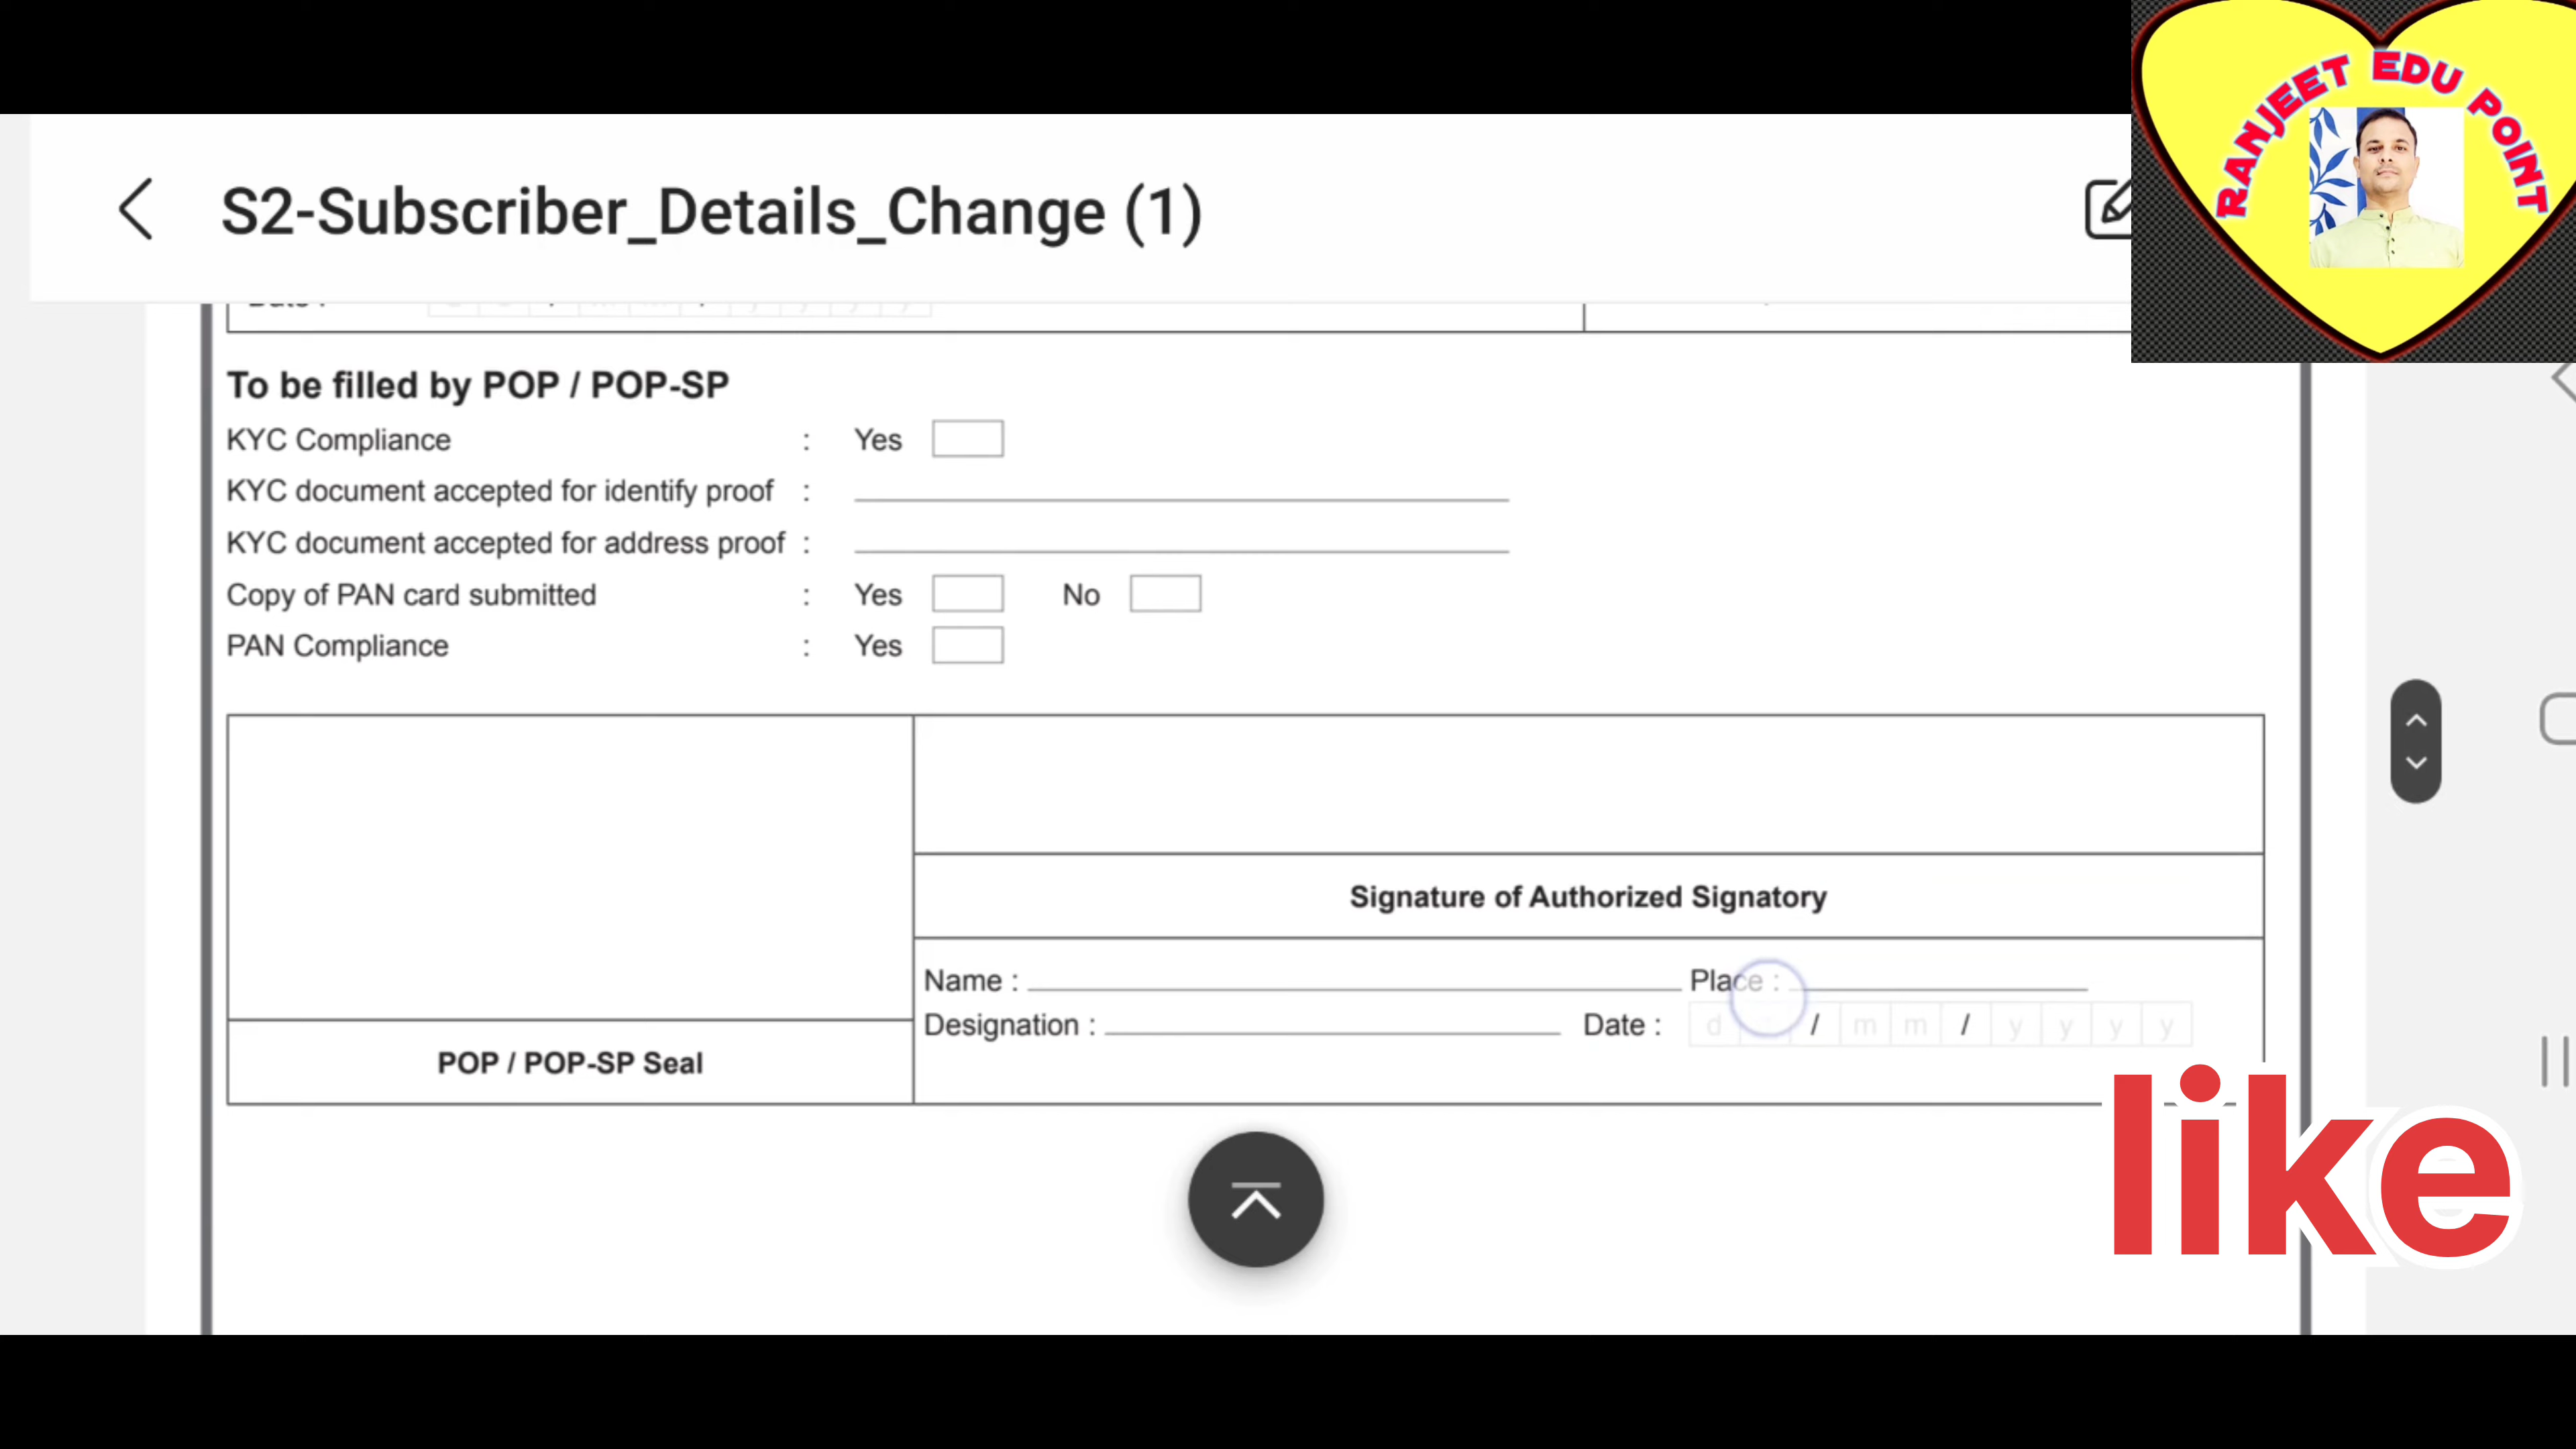 RANJEET EDU POINT
S2-Subscriber_Details_Change (1)
To be filled by POP / POP-SP
KYC Compliance : Yes
KYC document accepted for identify proof :
KYC document accepted for address proof :
Copy of PAN card submitted : Yes No
PAN Compliance : Yes
Signature of Authorized Signatory
Name : Place :
Designation : Date : d / m m / y y y y
POP / POP-SP Seal
like